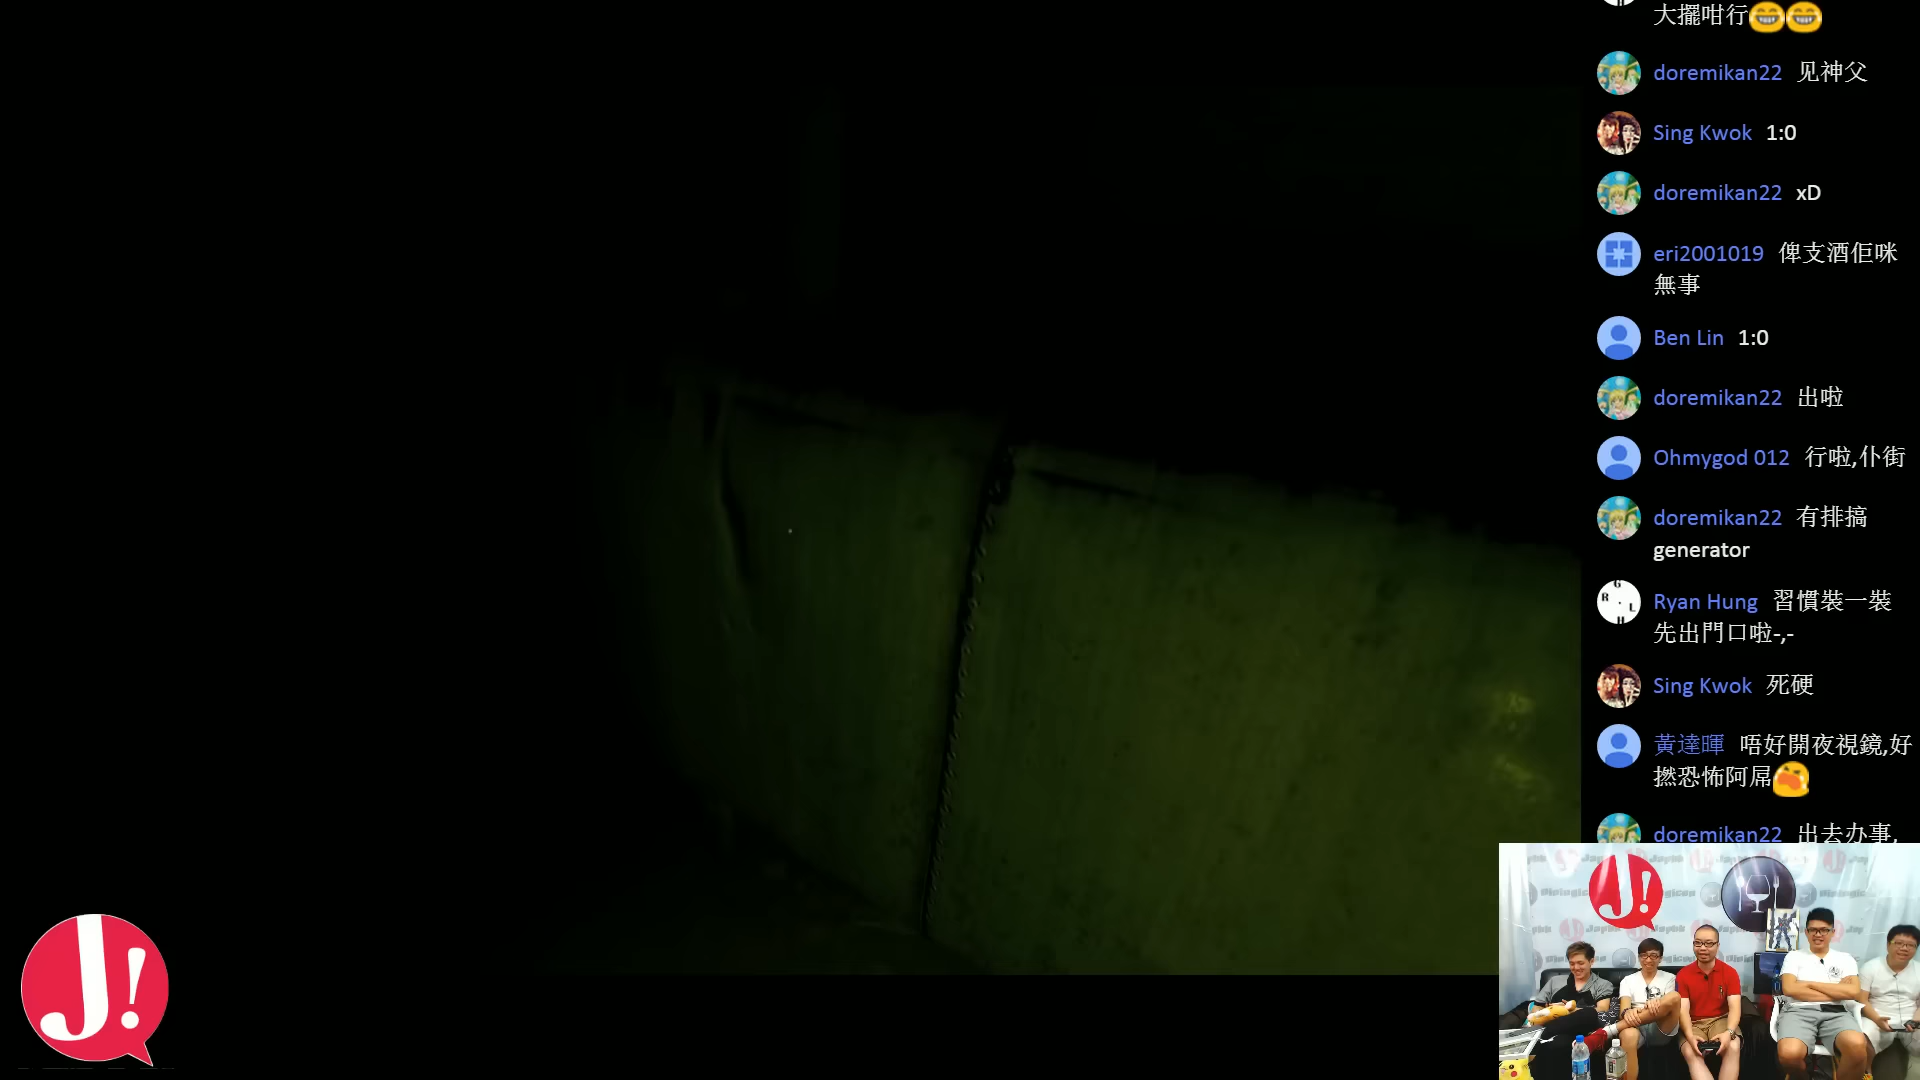 大擺咁行
doremikan22 见神父
Sing Kwok 1:0
doremikan22 xD
eri2001019 俾支酒佢咪
無事
Ben Lin 1:0
doremikan22 出啦
Ohmygod 012 行啦,仆街
doremikan22 有排搞
generator
Ryan Hung 習慣裝一裝
先出門口啦-,-
Sing Kwok 死硬
黃達暉 唔好開夜視鏡,好
撚恐怖阿屌
doremikan22 出去办事,
J!
J!